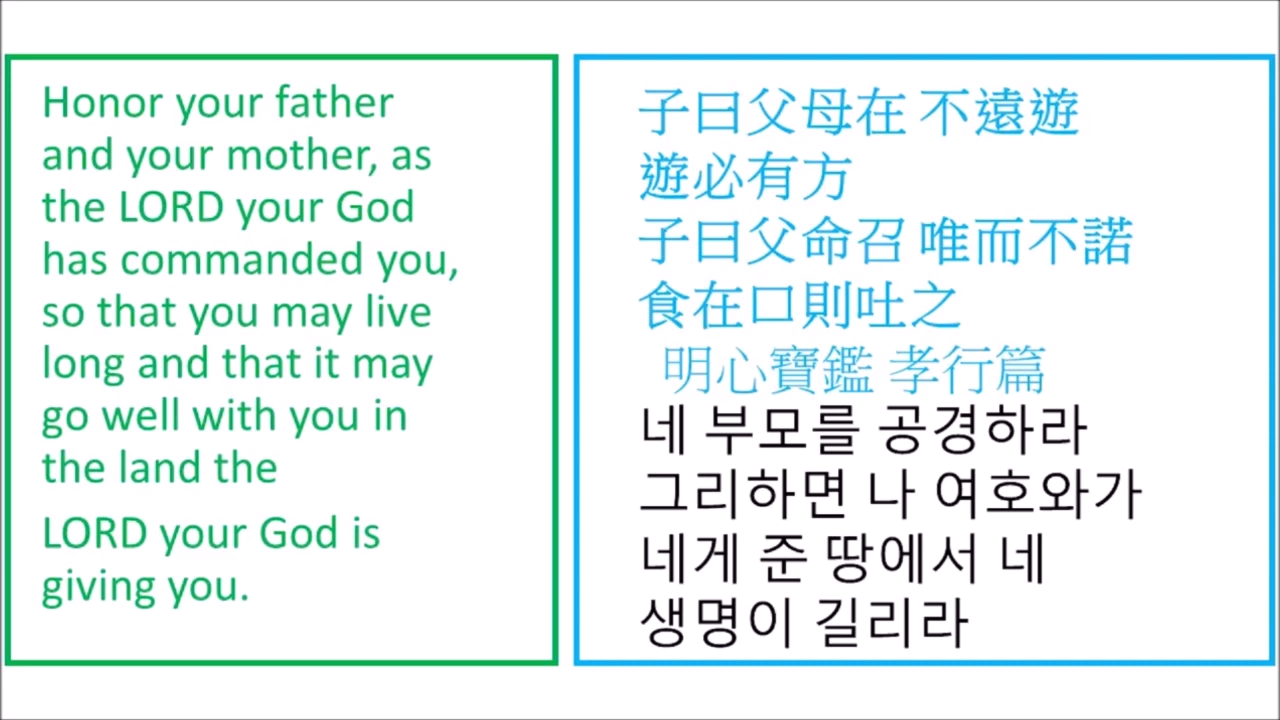 Honor your father
and your mother, as
the LORD your God
has commanded you,
so that you may live
long and that it may
go well with you in
the land the
LORD your God is
giving you.
子曰父母在 不遠遊
遊必有方
子曰父命召 唯而不諾
食在口則吐之
明心寶鑑 孝行篇
네 부모를 공경하라
그리하면 나 여호와가
네게 준 땅에서 네
생명이 길리라